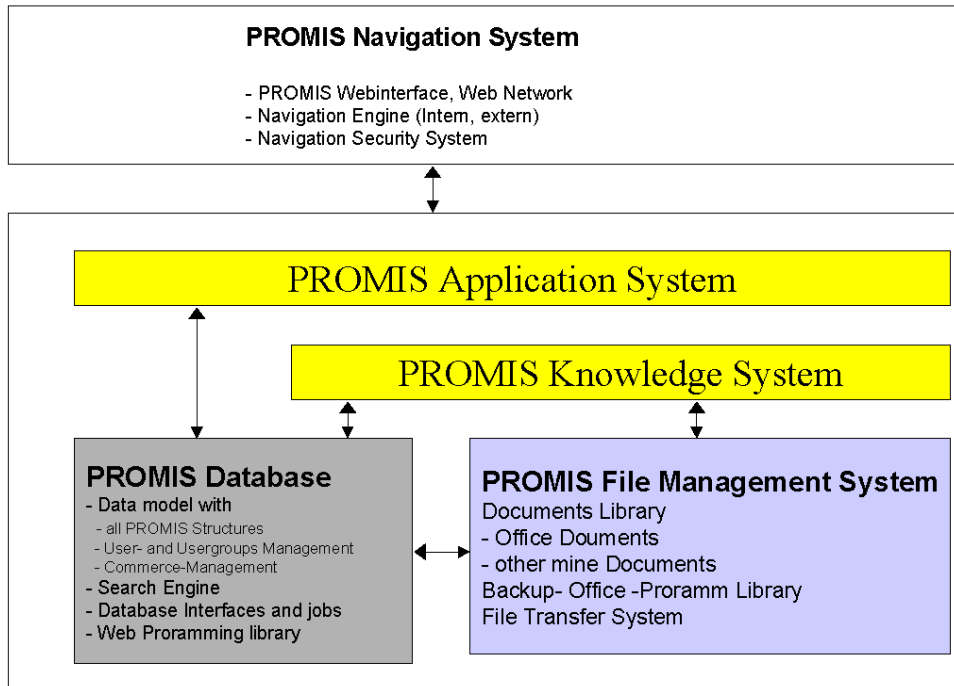 PROMIS Navigation System
- PROMIS Webinterface, Web Network
- Navigation Engine (Intern, extern)
- Navigation Security System
PROMIS Application System
PROMIS Knowledge System
PROMIS Database
- Data model with
- all PROMIS Structures
- User- and Usergroups Management
- Commerce-Management
- Search Engine
- Database Interfaces and jobs
- Web Proramming library
PROMIS File Management System
Documents Library
- Office Douments
- other mine Documents
Backup- Office -Proramm Library
File Transfer System